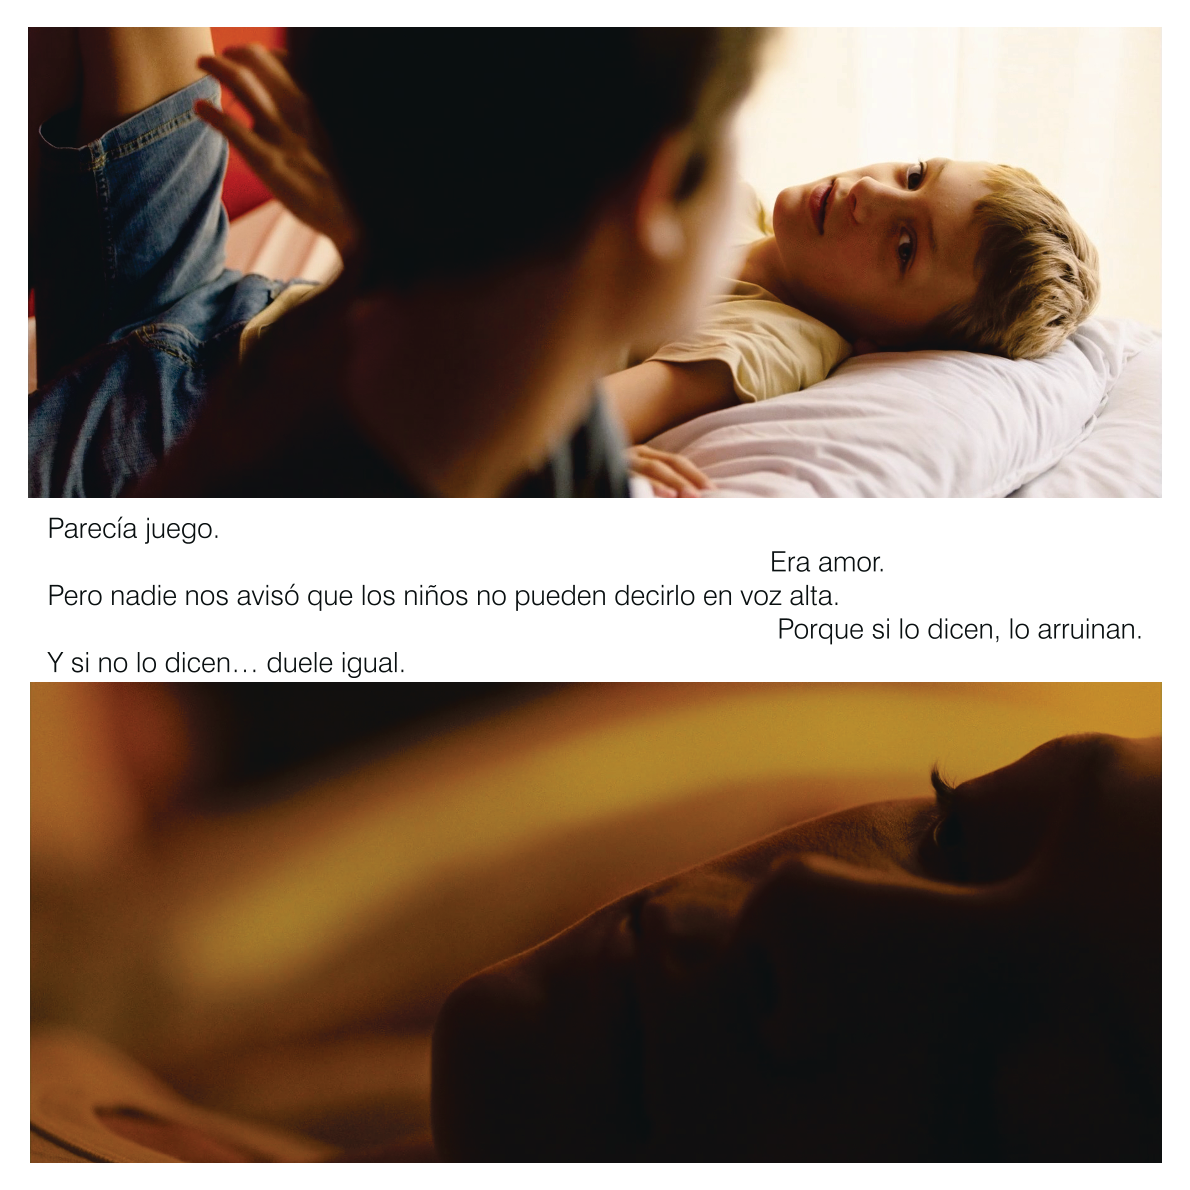 Parecía juego.
Era amor.
Pero nadie nos avisó que los niños no pueden decirlo en voz alta.
Porque si lo dicen, lo arruinan.
Y si no lo dicen… duele igual.